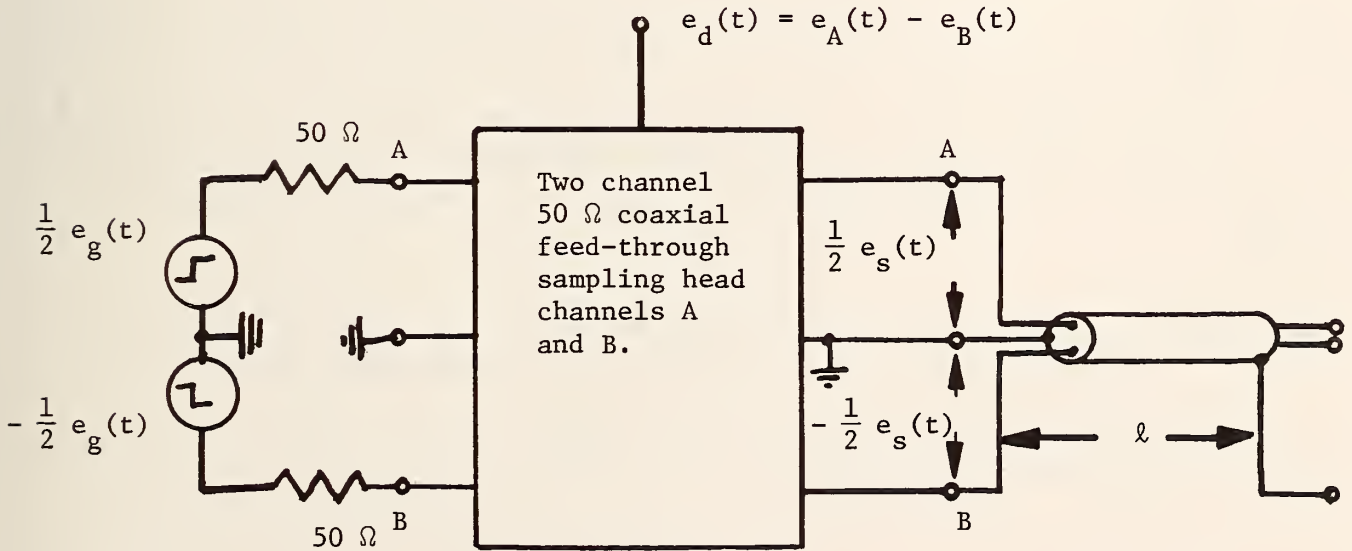 e_d(t) = e_A(t) - e_B(t)
50 Ω
A
1/2 e_g(t)
- 1/2 e_g(t)
50 Ω
B
Two channel
50 Ω coaxial
feed-through
sampling head
channels A
and B.
A
1/2 e_s(t)
- 1/2 e_s(t)
B
ℓ